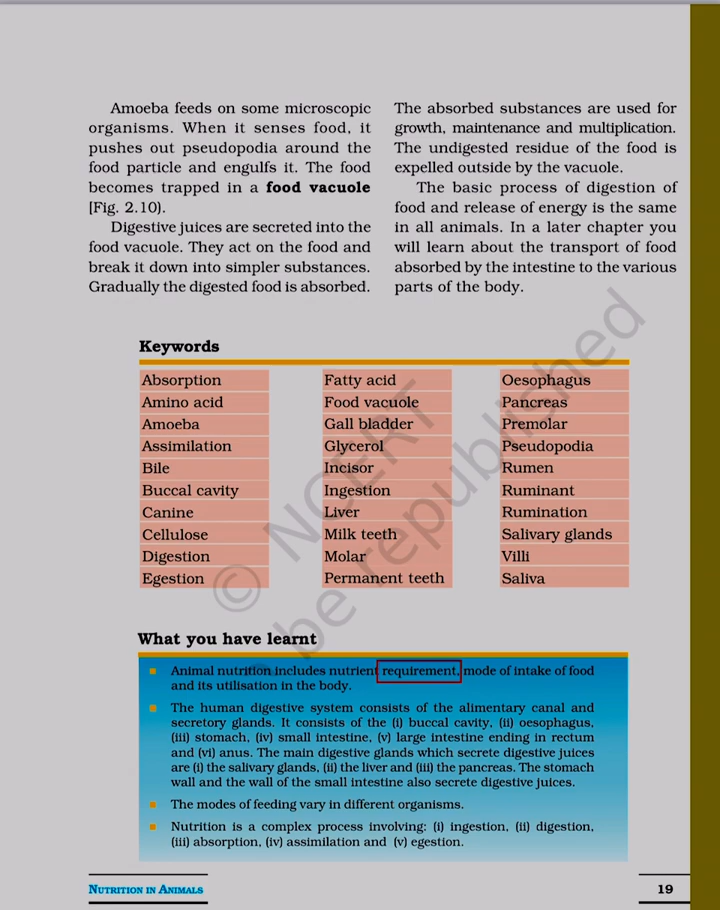 Amoeba feeds on some microscopic
organisms. When it senses food, it
pushes out pseudopodia around the
food particle and engulfs it. The food
becomes trapped in a food vacuole
[Fig. 2.10).
Digestive juices are secreted into the
food vacuole. They act on the food and
break it down into simpler substances.
Gradually the digested food is absorbed.
The absorbed substances are used for
growth, maintenance and multiplication.
The undigested residue of the food is
expelled outside by the vacuole.
The basic process of digestion of
food and release of energy is the same
in all animals. In a later chapter you
will learn about the transport of food
absorbed by the intestine to the various
parts of the body.
Keywords
Absorption
Amino acid
Amoeba
Assimilation
Bile
Buccal cavity
Canine
Cellulose
Digestion
Egestion
Fatty acid
Food vacuole
Gall bladder
Glycerol
Incisor
Ingestion
Liver
Milk teeth
Molar
Permanent teeth
Oesophagus
Pancreas
Premolar
Pseudopodia
Rumen
Ruminant
Rumination
Salivary glands
Villi
Saliva
© NCERT
be republished
What you have learnt
Animal nutrition includes nutrient requirement, mode of intake of food
and its utilisation in the body.
The human digestive system consists of the alimentary canal and
secretory glands. It consists of the (i) buccal cavity, (ii) oesophagus,
(iii) stomach, (iv) small intestine, (v) large intestine ending in rectum
and (vi) anus. The main digestive glands which secrete digestive juices
are (i) the salivary glands, (ii) the liver and (iii) the pancreas. The stomach
wall and the wall of the small intestine also secrete digestive juices.
The modes of feeding vary in different organisms.
Nutrition is a complex process involving: (i) ingestion, (ii) digestion,
(iii) absorption, (iv) assimilation and (v) egestion.
NUTRITION IN ANIMALS
19